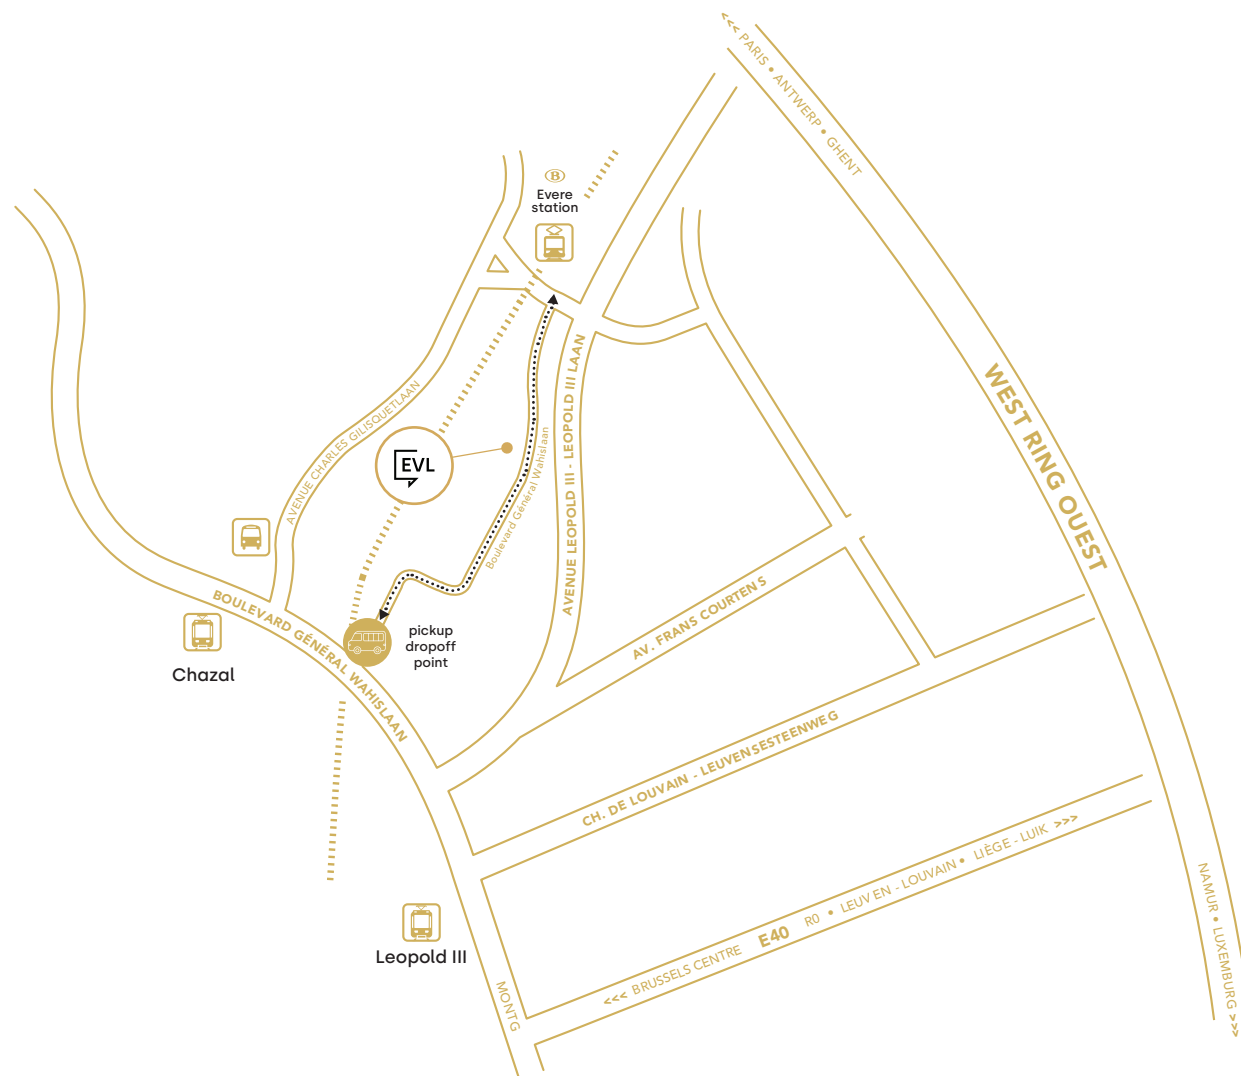 <<< PARIS • ANTWERP • GHENT
B
Evere
station
WEST RING OUEST
AVENUE CHARLES GILISQUETLAAN
AVENUE LEOPOLD III - LEOPOLD III LAAN
Boulevard Général Wahislaan
EVL
BOULEVARD GÉNÉRAL WAHISLAAN
pickup
dropoff
point
Chazal
AV. FRANS COURTENS
CH. DE LOUVAIN - LEUVENSESTEENWEG
<<< BRUSSELS CENTRE E40 R0 • LEUVEN - LOUVAIN • LIÈGE - LUIK >>>
NAMUR • LUXEMBURG >>>
Leopold III
MONTG